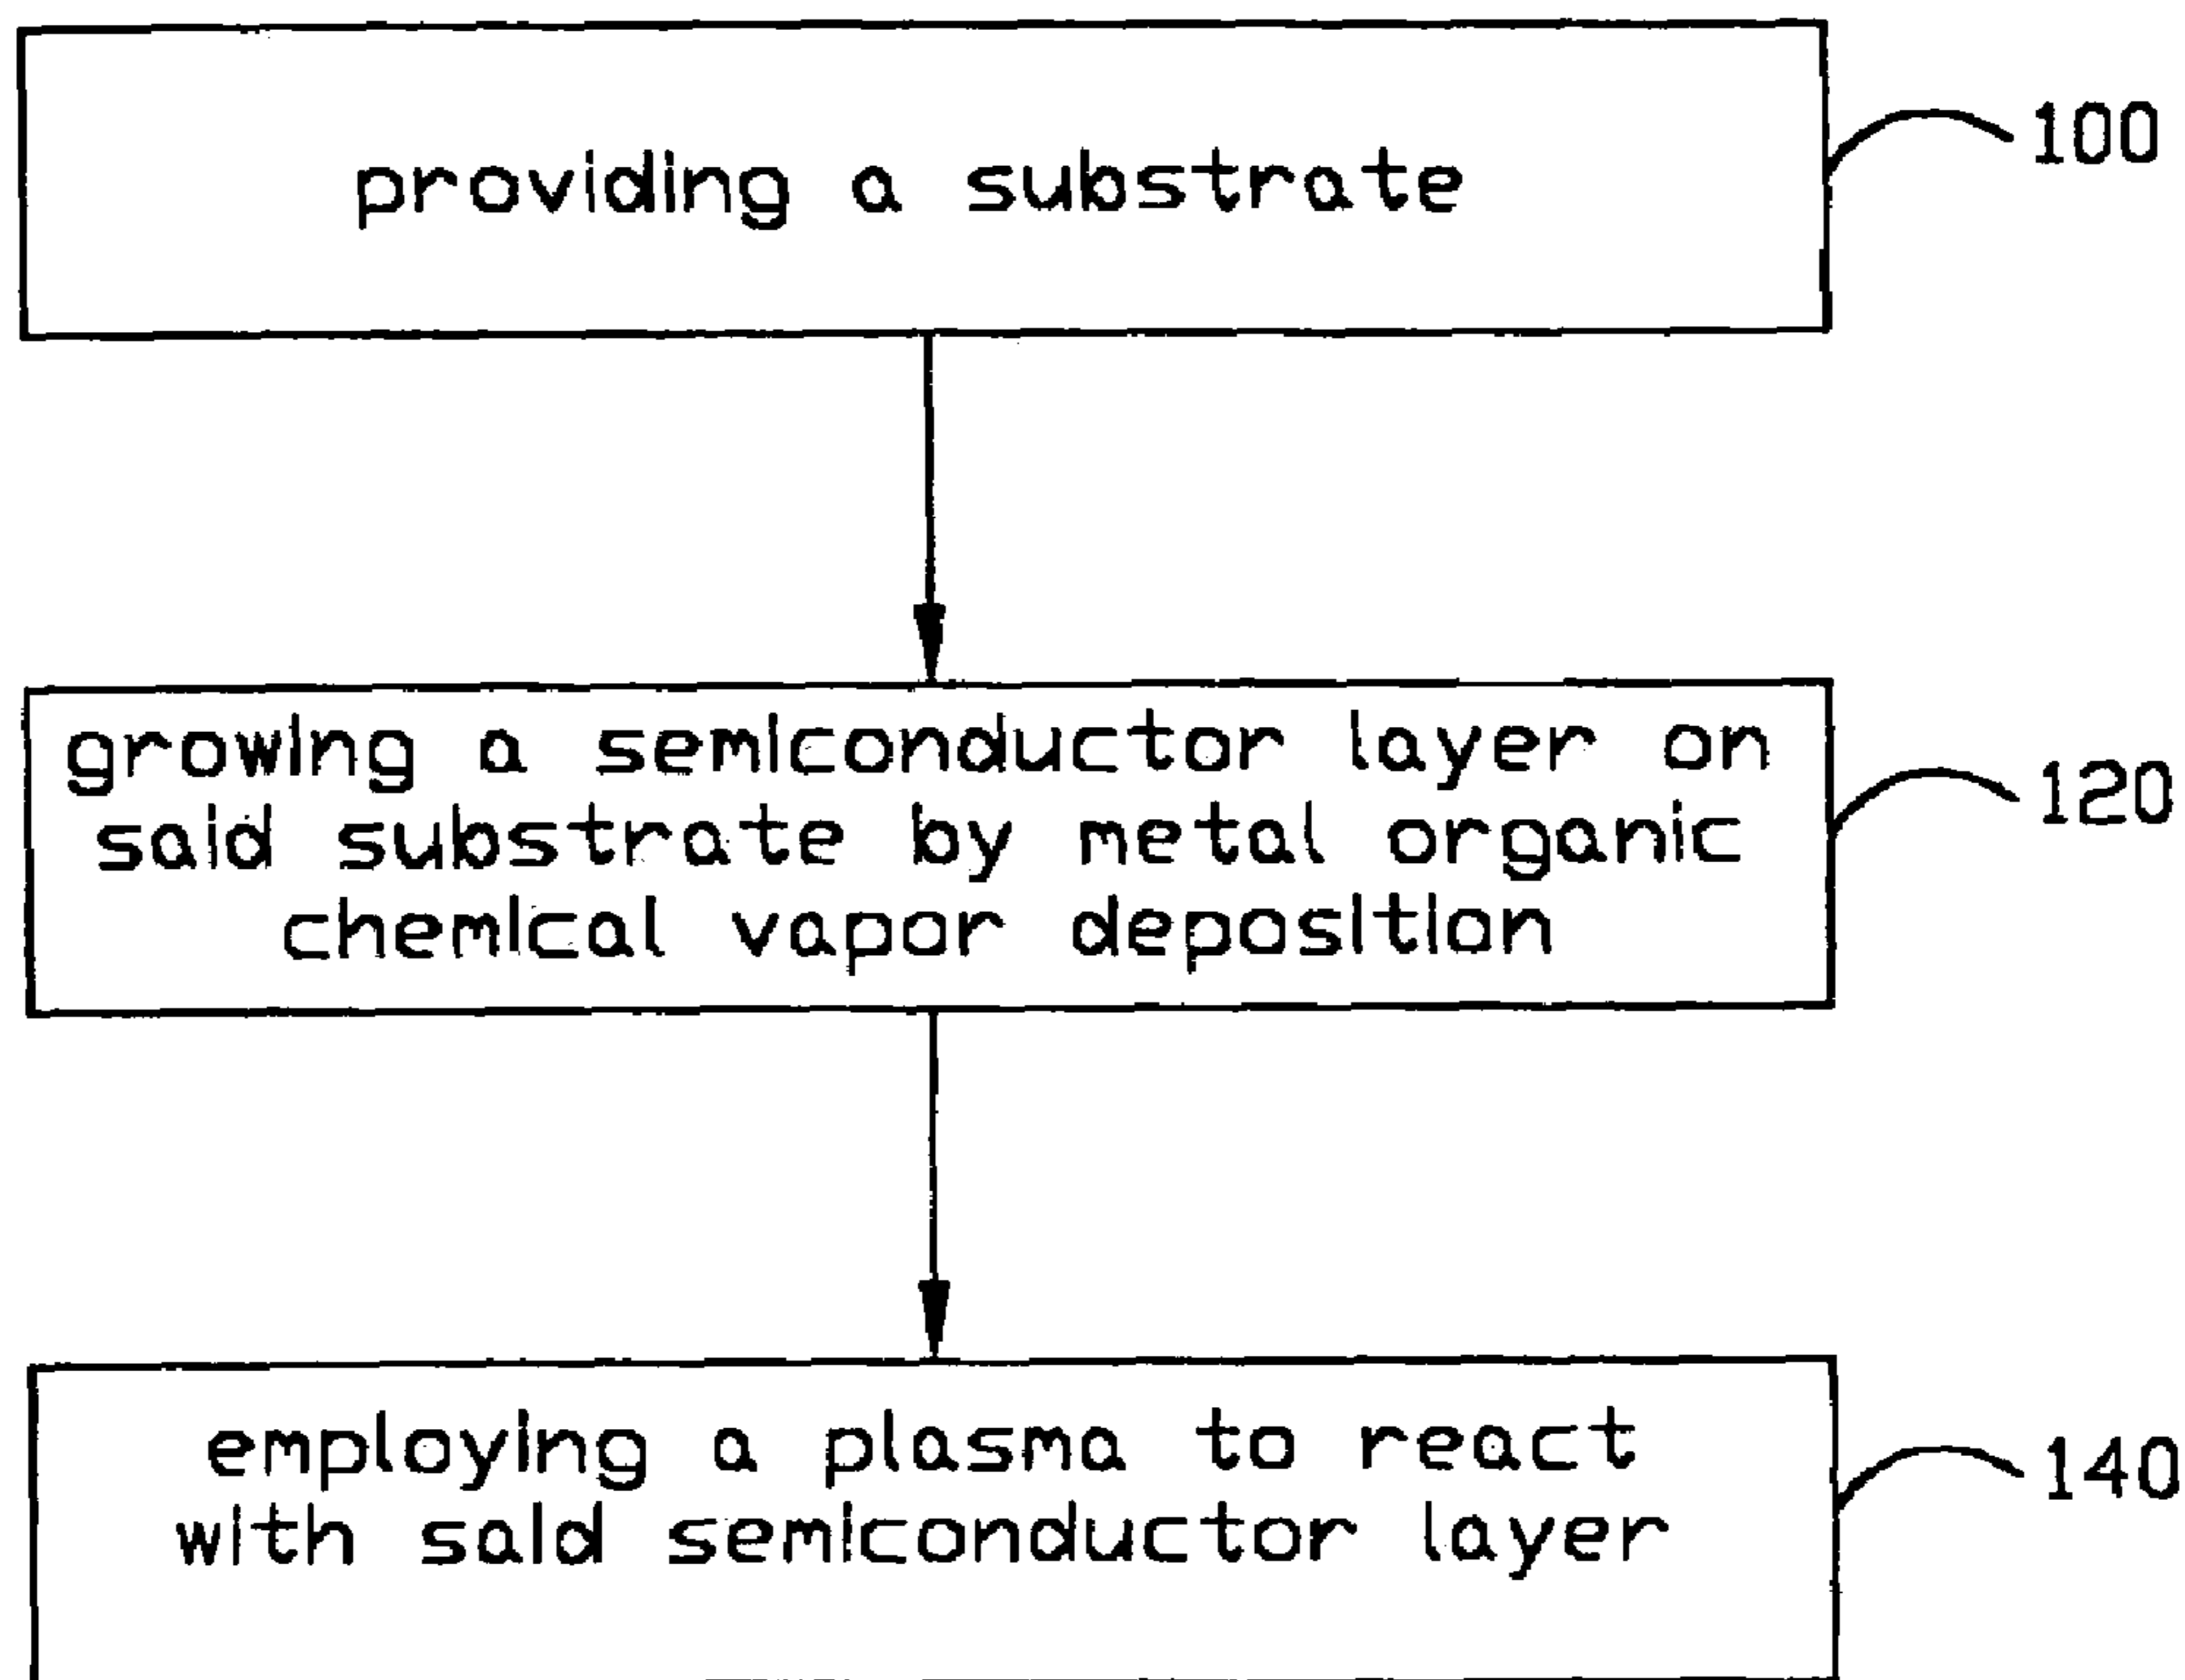 providing a substrate
100
growing a semiconductor layer on
said substrate by metal organic
chemical vapor deposition
120
employing a plasma to react
with said semiconductor layer
140